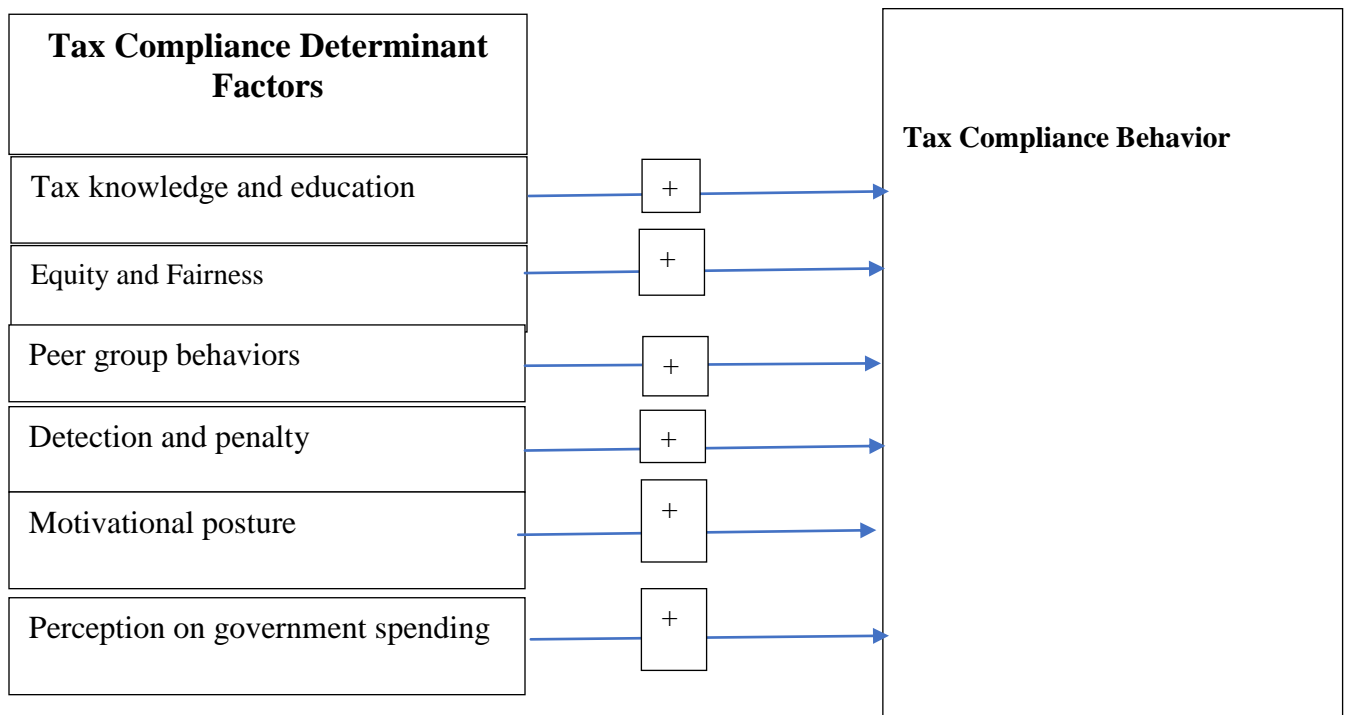 Tax Compliance Determinant
Factors
Tax Compliance Behavior
Tax knowledge and education
+
Equity and Fairness
+
Peer group behaviors
+
Detection and penalty
+
Motivational posture
+
Perception on government spending
+